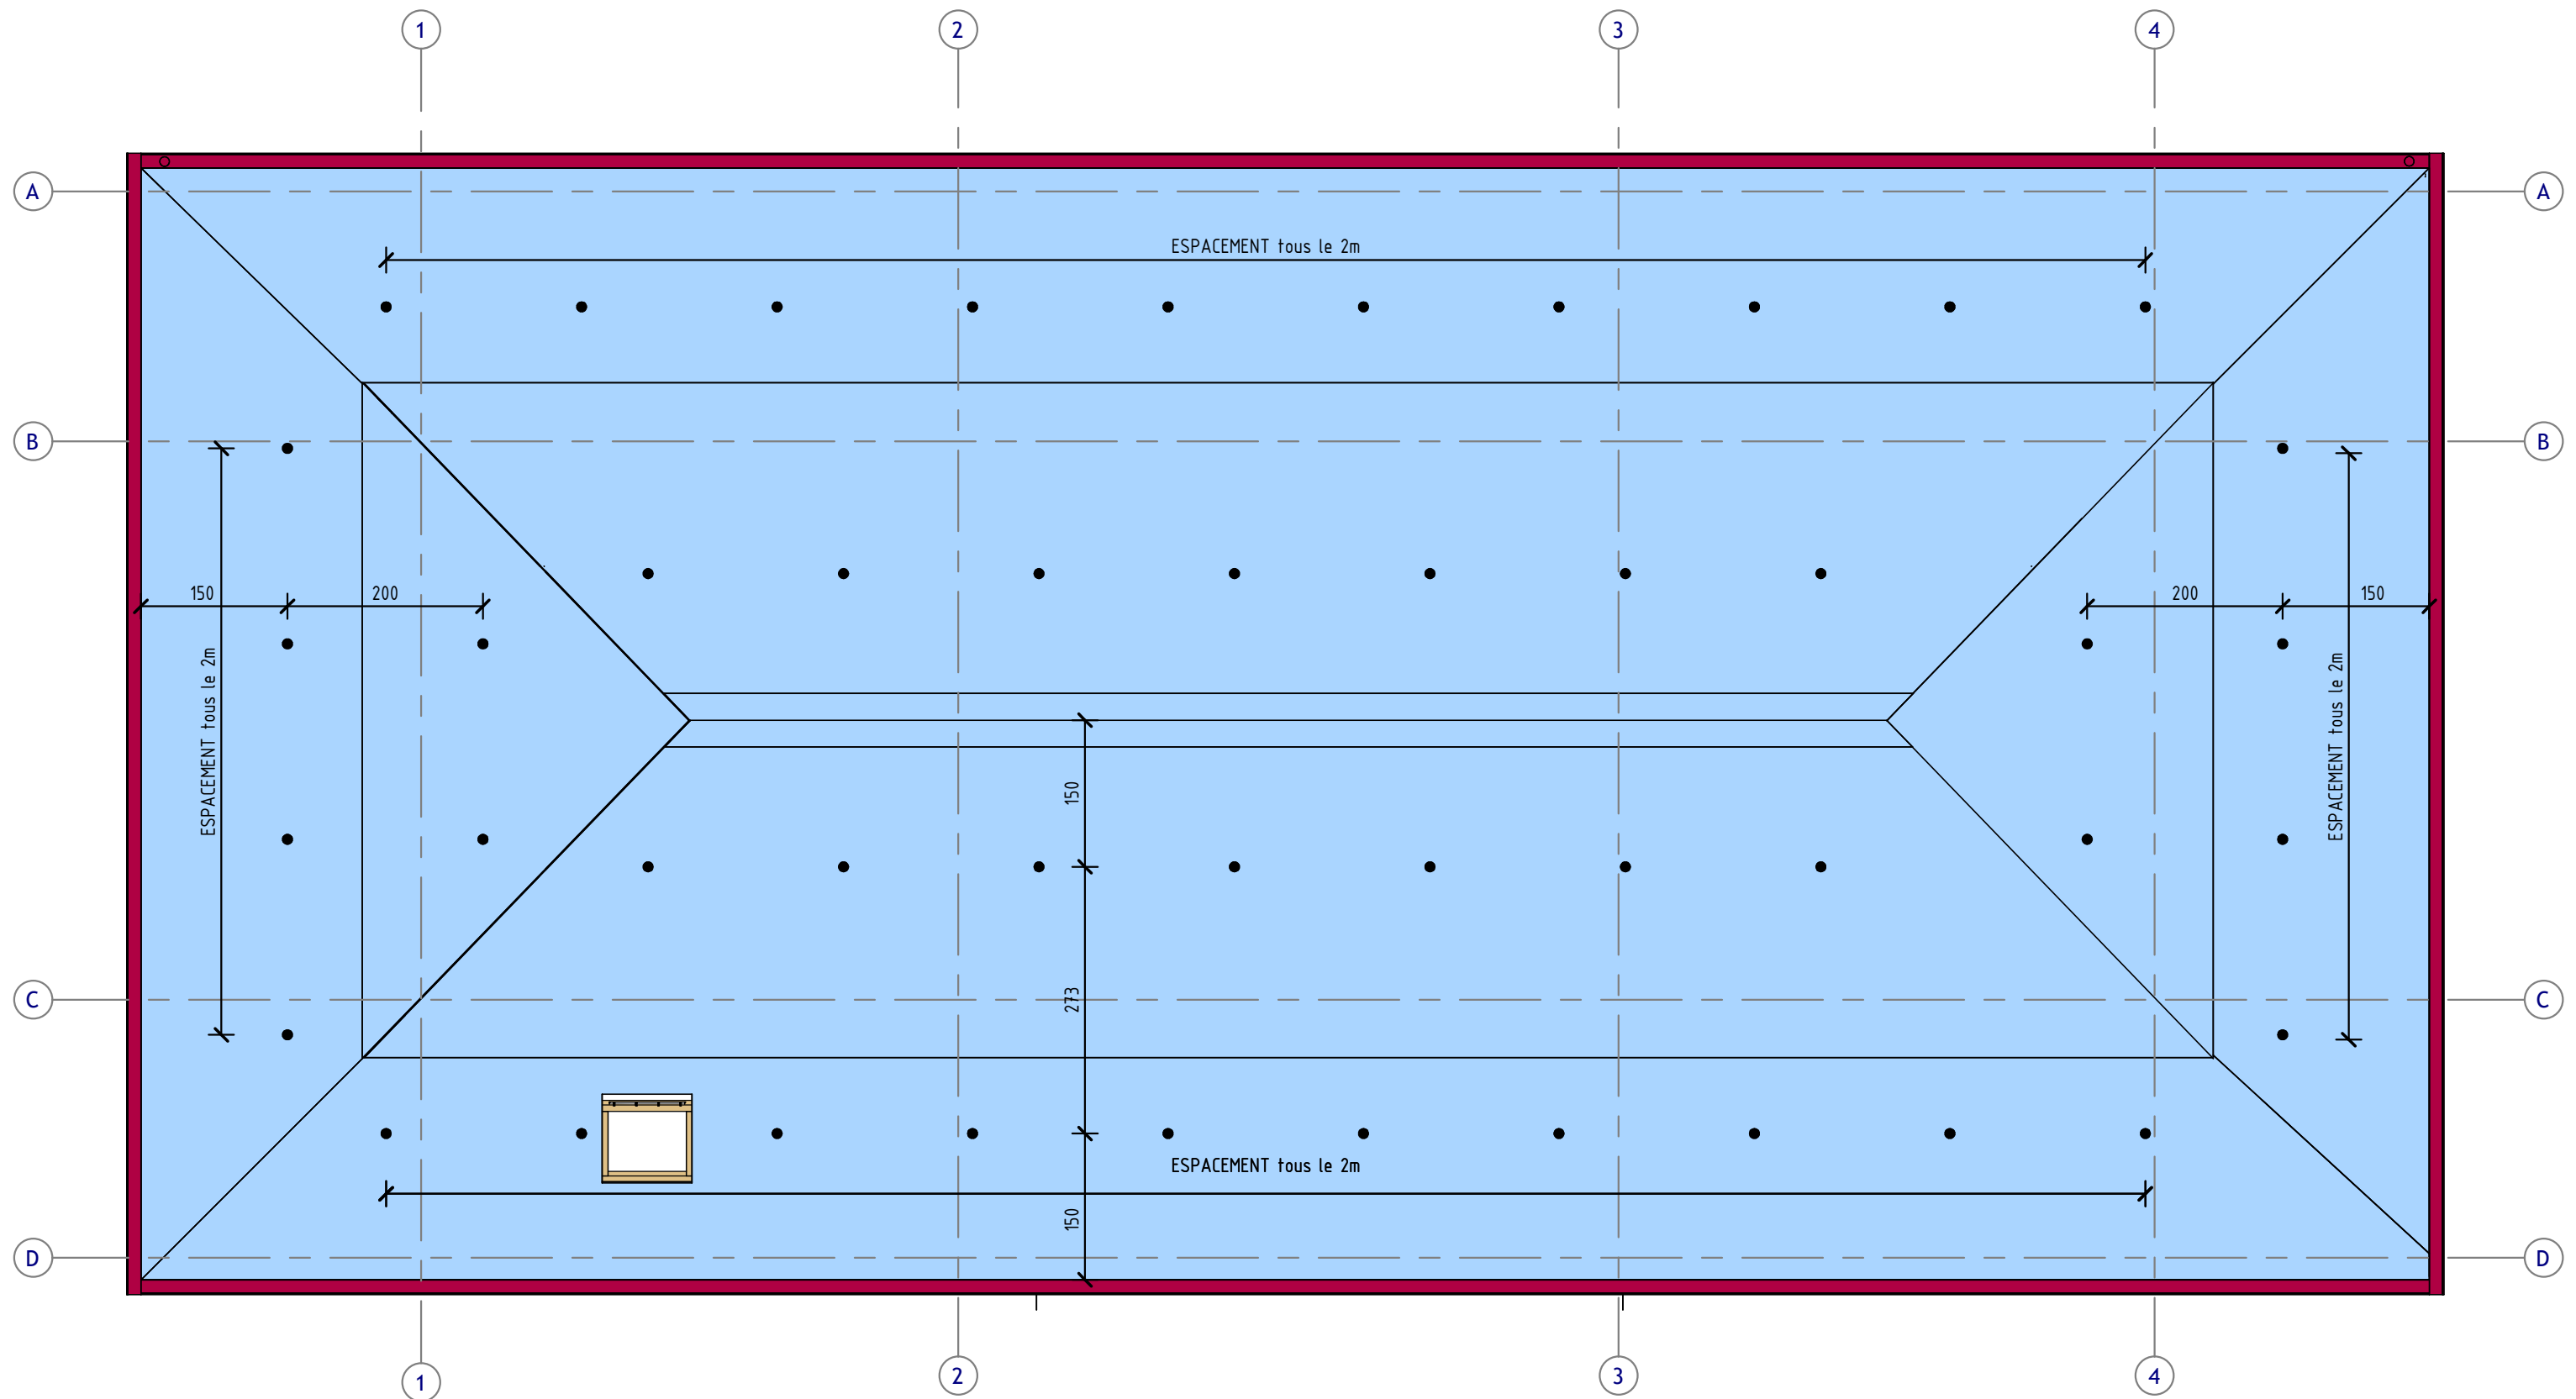 1 2 3 4
A A
ESPACEMENT tous le 2m
B B
150 200 200 150
ESPACEMENT tous le 2m
ESPACEMENT tous le 2m
150
273
C C
ESPACEMENT tous le 2m
150
D D
1 2 3 4